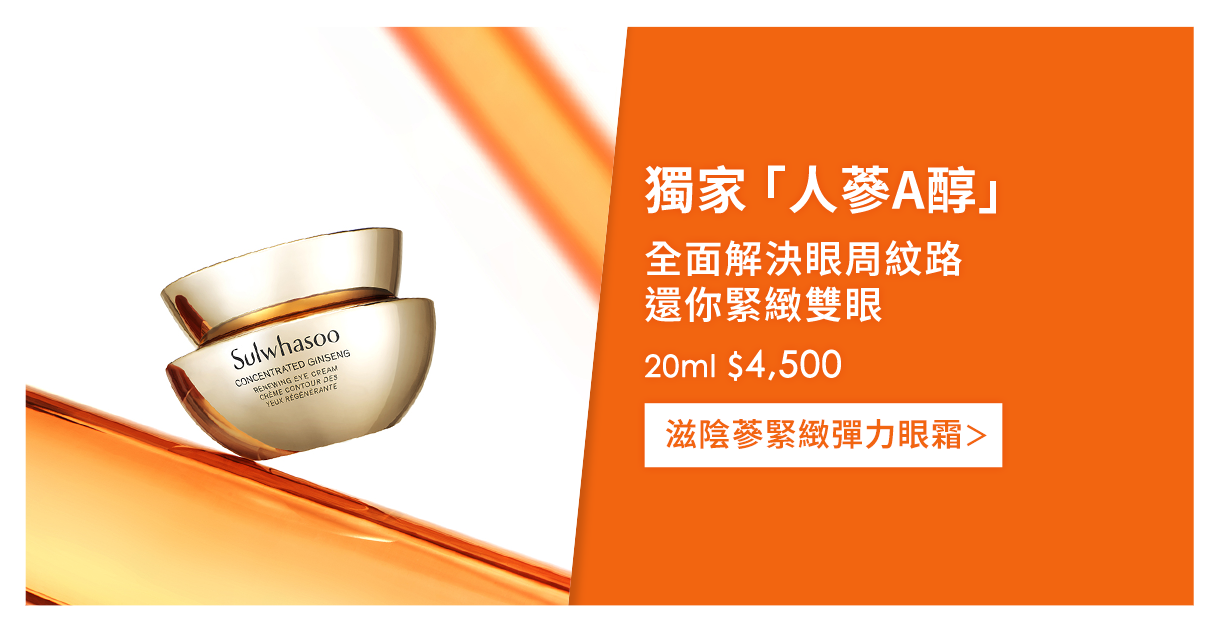 Sulwhasoo
CONCENTRATED GINSENG
RENEWING EYE CREAM
CRÈME CONTOUR DES
YEUX RÉGÉNÉRANTE
獨家「人蔘A醇」
全面解決眼周紋路
還你緊緻雙眼
20ml $4,500
滋陰蔘緊緻彈力眼霜>